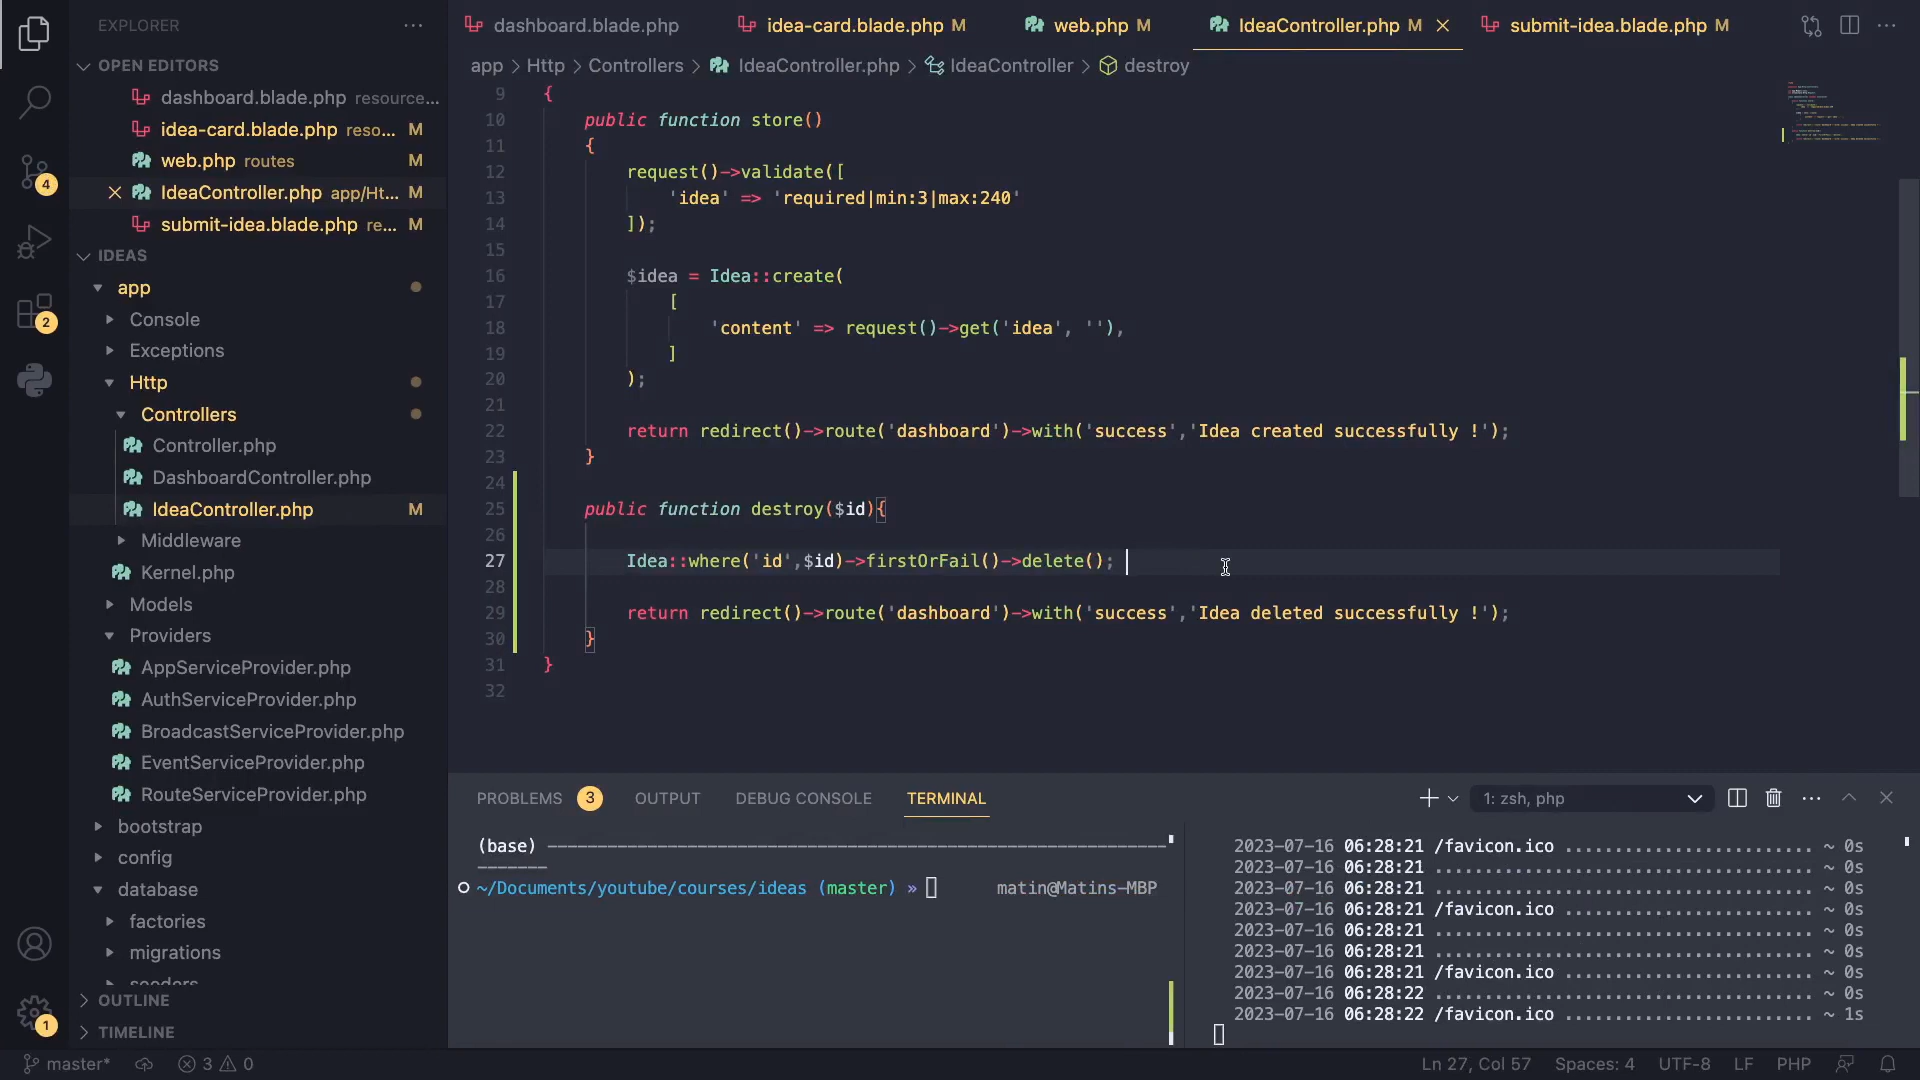 EXPLORER
OPEN EDITORS
dashboard.blade.php resource...
idea-card.blade.php reso... M
web.php routes M
IdeaController.php app/Ht... M
submit-idea.blade.php re... M
IDEAS
app
Console
Exceptions
Http
Controllers
Controller.php
DashboardController.php
IdeaController.php M
Middleware
Kernel.php
Models
Providers
AppServiceProvider.php
AuthServiceProvider.php
BroadcastServiceProvider.php
EventServiceProvider.php
RouteServiceProvider.php
bootstrap
config
database
factories
migrations
seeders
OUTLINE
TIMELINE
4
2
1
dashboard.blade.php idea-card.blade.php M web.php M IdeaController.php M submit-idea.blade.php M
app > Http > Controllers > IdeaController.php > IdeaController > destroy
9 {
10 public function store()
11 {
12 request()->validate([
13 'idea' => 'required|min:3|max:240'
14 ]);
15
16 $idea = Idea::create(
17 [
18 'content' => request()->get('idea', ''),
19 ]
20 );
21
22 return redirect()->route('dashboard')->with('success','Idea created successfully !');
23 }
24
25 public function destroy($id){
26
27 Idea::where('id',$id)->firstOrFail()->delete();
28
29 return redirect()->route('dashboard')->with('success','Idea deleted successfully !');
30 }
31 }
32
PROBLEMS 3 OUTPUT DEBUG CONSOLE TERMINAL 1: zsh, php
(base)
~/Documents/youtube/courses/ideas (master) » matin@Matins-MBP
2023-07-16 06:28:21 /favicon.ico ........................ ~ 0s
2023-07-16 06:28:21 .................................... ~ 0s
2023-07-16 06:28:21 .................................... ~ 0s
2023-07-16 06:28:21 /favicon.ico ........................ ~ 0s
2023-07-16 06:28:21 .................................... ~ 0s
2023-07-16 06:28:21 .................................... ~ 0s
2023-07-16 06:28:21 /favicon.ico ........................ ~ 0s
2023-07-16 06:28:22 .................................... ~ 0s
2023-07-16 06:28:22 /favicon.ico ........................ ~ 1s
master* 3 0 Ln 27, Col 57 Spaces: 4 UTF-8 LF PHP